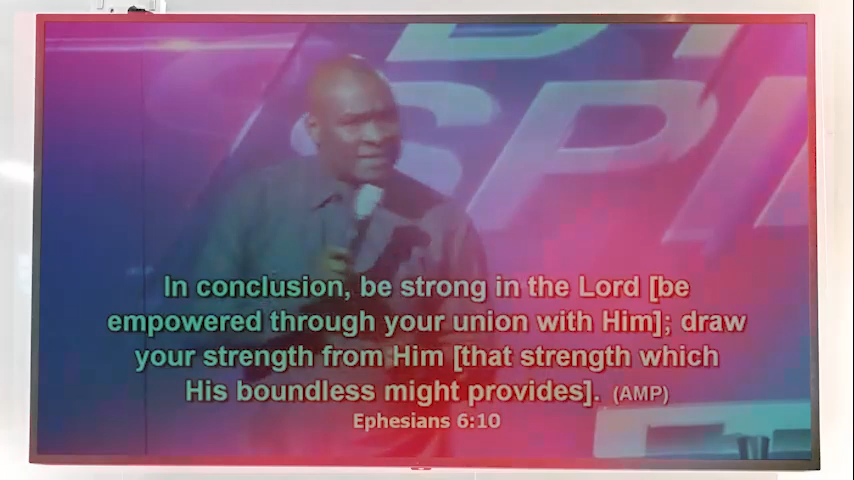 SPI
In conclusion, be strong in the Lord [be
empowered through your union with Him]; draw
your strength from Him [that strength which
His boundless might provides]. (AMP)
Ephesians 6:10